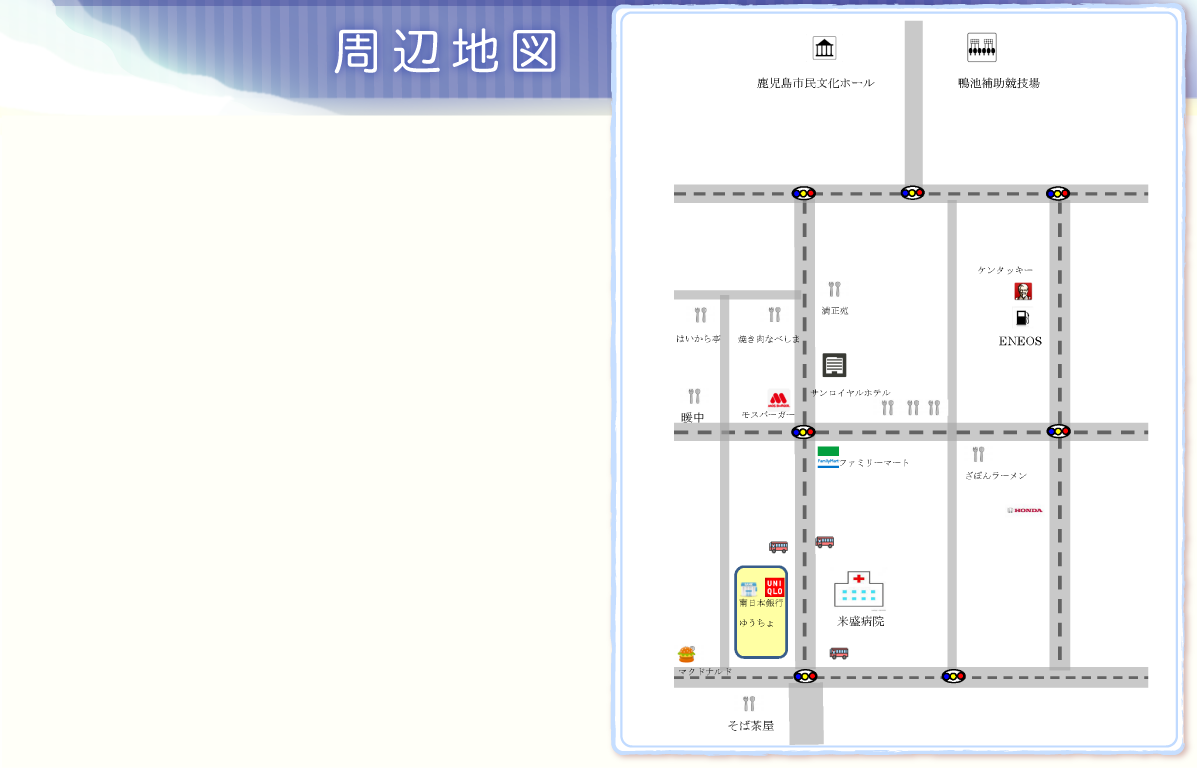 周辺地図
鹿児島市民文化ホール
鴨池補助競技場
ケンタッキー
ENEOS
満正苑
はいから亭
焼き肉なべしま
サンロイヤルホテル
モスバーガー
暖中
FamilyMart
ファミリーマート
ざぼんラーメン
HONDA
UNI
QLO
南日本銀行
ゆうちょ
米盛病院
マクドナルド
そば茶屋